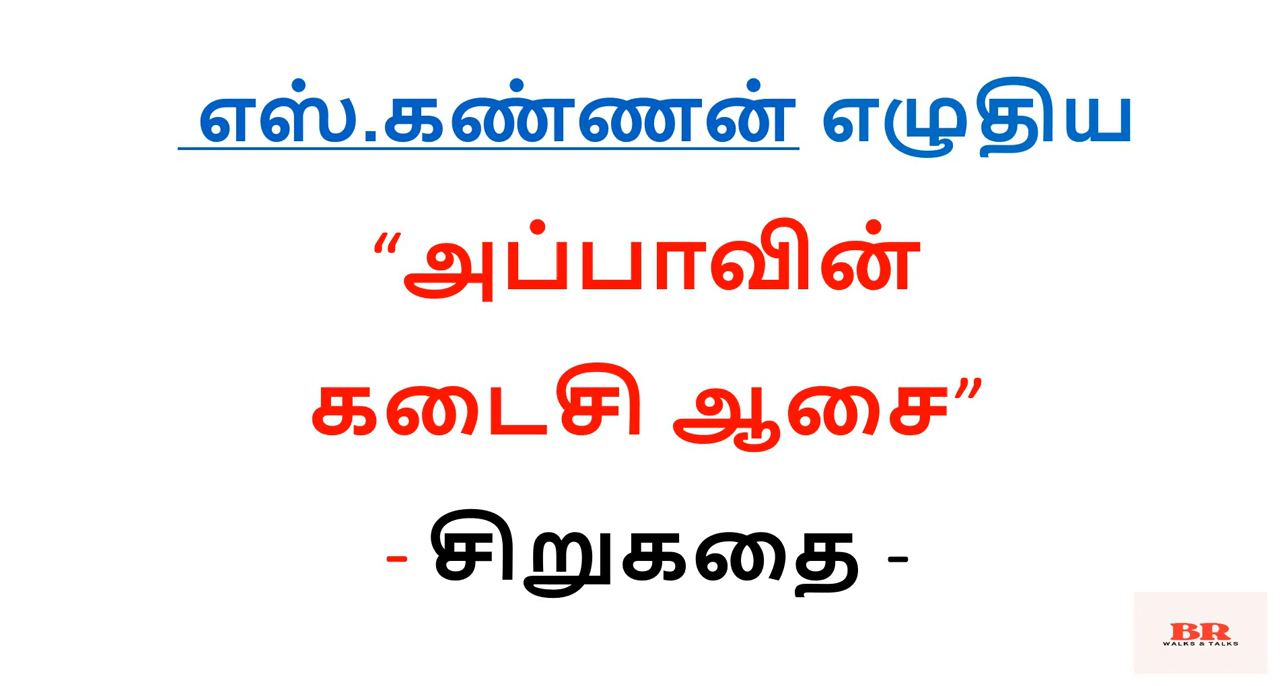 எஸ்.கண்ணன் எழுதிய
“அப்பாவின்
கடைசி ஆசை”
- சிறுகதை -
BR
WALKS & TALKS